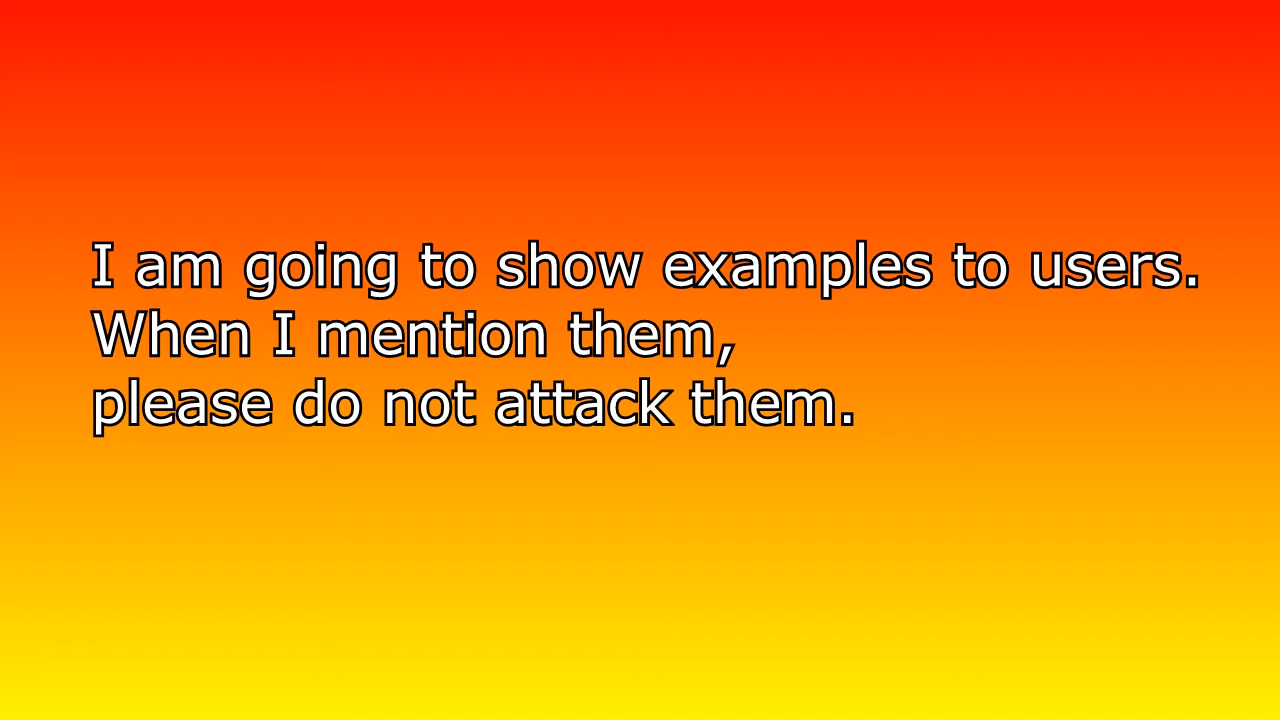 I am going to show examples to users.
When I mention them,
please do not attack them.